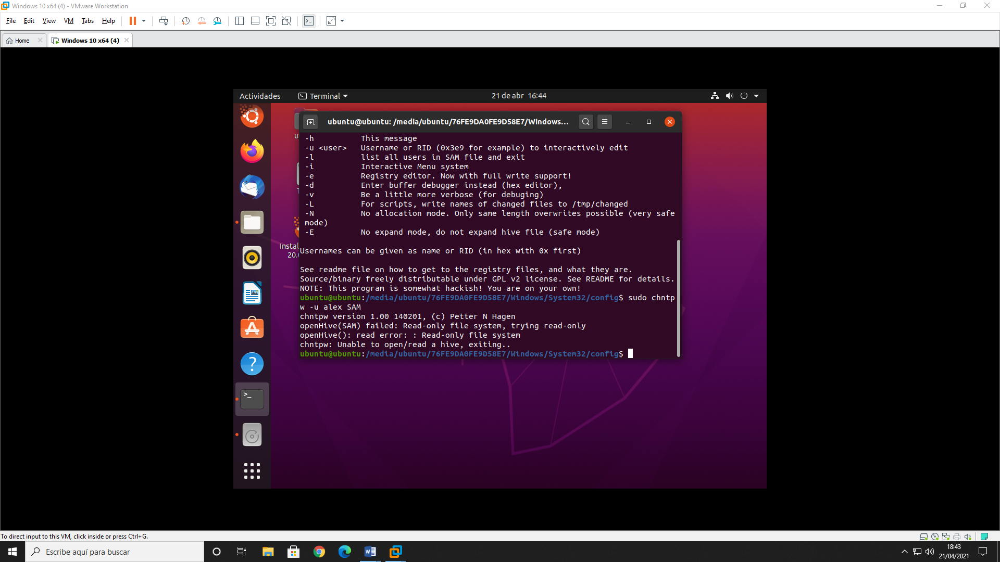 Windows 10 x64 (4) - VMware Workstation
File Edit View VM Tabs Help
Home
Windows 10 x64 (4)
Actividades
Terminal
21 de abr 16:44
ubuntu@ubuntu: /media/ubuntu/76FE9DA0FE9D58E7/Windows...
-h This message
-u <user> Username or RID (0x3e9 for example) to interactively edit
-l list all users in SAM file and exit
-i Interactive Menu system
-e Registry editor. Now with full write support!
-d Enter buffer debugger instead (hex editor),
-v Be a little more verbose (for debuging)
-L For scripts, write names of changed files to /tmp/changed
-N No allocation mode. Only same length overwrites possible (very safe
mode)
-E No expand mode, do not expand hive file (safe mode)
Usernames can be given as name or RID (in hex with 0x first)
See readme file on how to get to the registry files, and what they are.
Source/binary freely distributable under GPL v2 license. See README for details.
NOTE: This program is somewhat hackish! You are on your own!
ubuntu@ubuntu:/media/ubuntu/76FE9DA0FE9D58E7/Windows/System32/config$ sudo chntp
w -u alex SAM
chntpw version 1.00 140201, (c) Petter N Hagen
openHive(SAM) failed: Read-only file system, trying read-only
openHive(): read error: : Read-only file system
chntpw: Unable to open/read a hive, exiting..
ubuntu@ubuntu:/media/ubuntu/76FE9DA0FE9D58E7/Windows/System32/config$
To direct input to this VM, click inside or press Ctrl+G.
Escribe aquí para buscar
18:43
21/04/2021